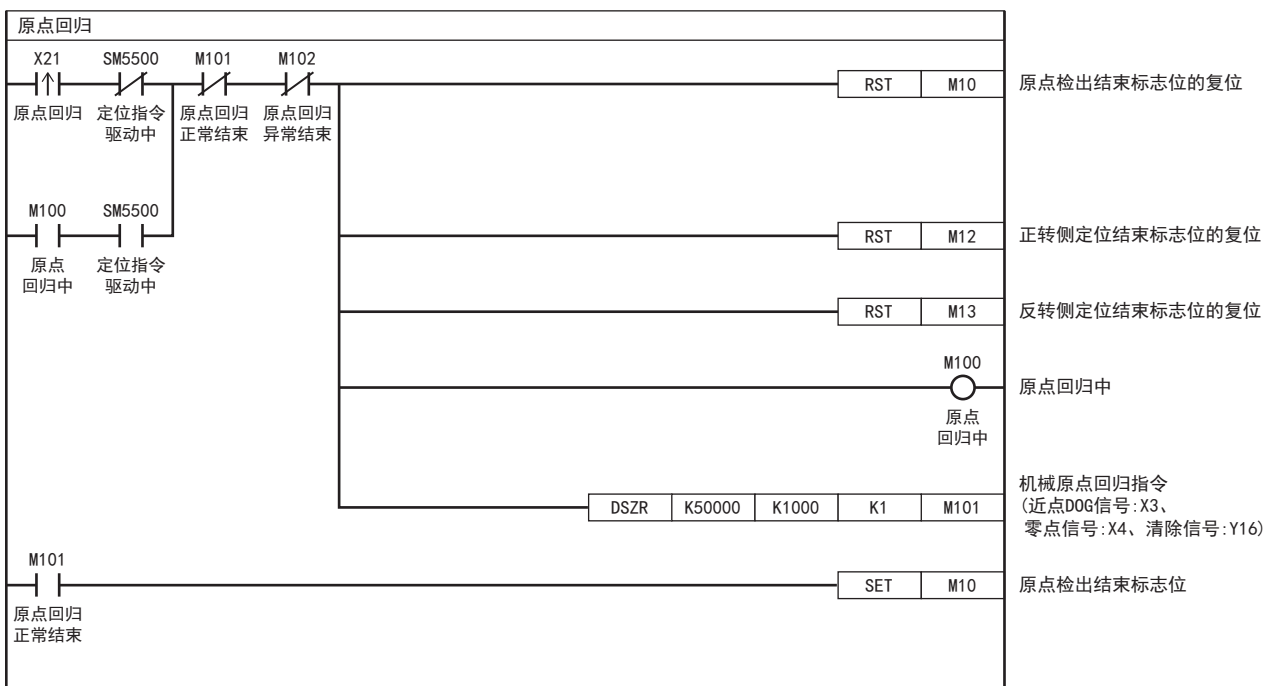 原点回归
X21 SM5500 M101 M102
RST M10 原点检出结束标志位的复位
原点回归 定位指令 原点回归 原点回归
驱动中 正常结束 异常结束
M100 SM5500
RST M12 正转侧定位结束标志位的复位
原点 定位指令
回归中 驱动中
RST M13 反转侧定位结束标志位的复位
M100
原点回归中
原点
回归中
机械原点回归指令
DSZR K50000 K1000 K1 M101 (近点DOG信号:X3、
零点信号:X4、清除信号:Y16)
M101
SET M10 原点检出结束标志位
原点回归
正常结束